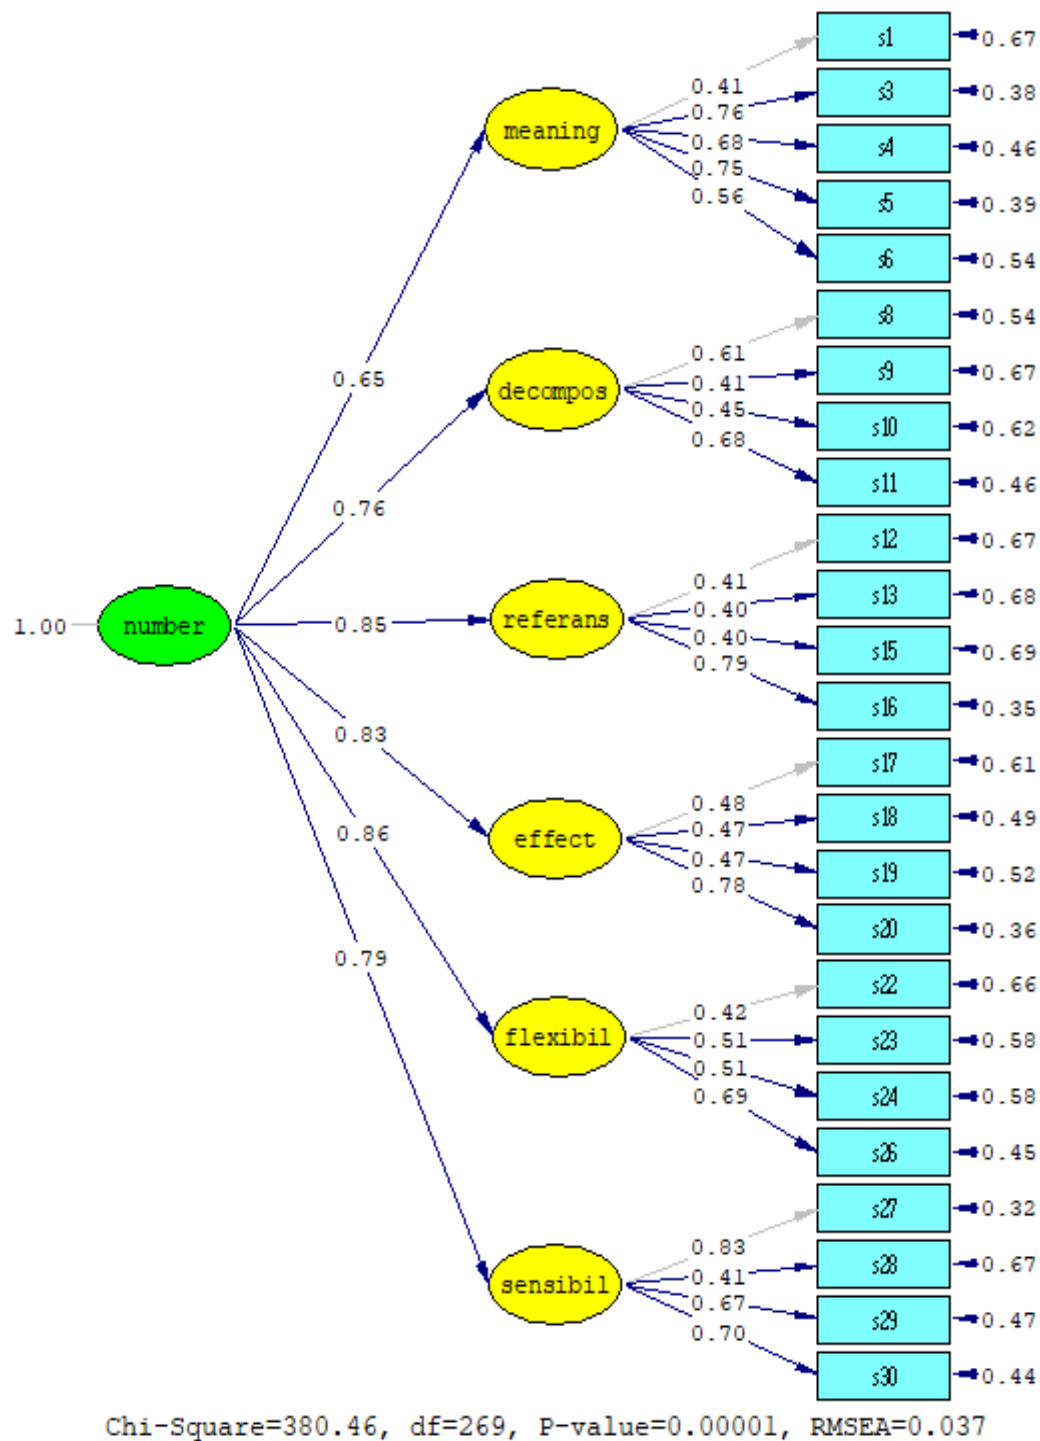 s1 0.67
0.41
s3 0.38
0.76
meaning
s4 0.46
0.68
0.75
s5 0.39
0.56
s6 0.54
s8 0.54
0.61
s9 0.67
0.65
0.41
decompos
0.45
s10 0.62
0.68
s11 0.46
0.76
s12 0.67
0.41
s13 0.68
0.40
referans
1.00 number 0.85
0.40
s15 0.69
0.79
s16 0.35
0.83
s17 0.61
0.48
s18 0.49
0.86
0.47
effect
0.47
s19 0.52
0.78
s20 0.36
0.79
s22 0.66
0.42
s23 0.58
0.51
flexibil
0.51
s24 0.58
0.69
s26 0.45
s27 0.32
0.83
s28 0.67
0.41
sensibil
0.67
s29 0.47
0.70
s30 0.44
Chi-Square=380.46, df=269, P-value=0.00001, RMSEA=0.037